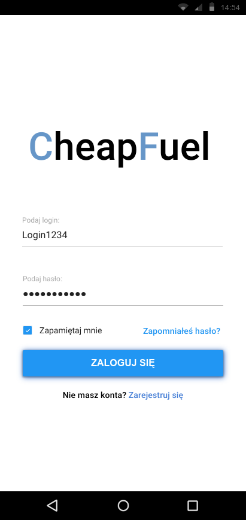 14:54
CheapFuel
Podaj login:
Login1234
Podaj hasło:
•••••••••••
Zapamiętaj mnie
Zapomniałeś hasło?
ZALOGUJ SIĘ
Nie masz konta? Zarejestruj się